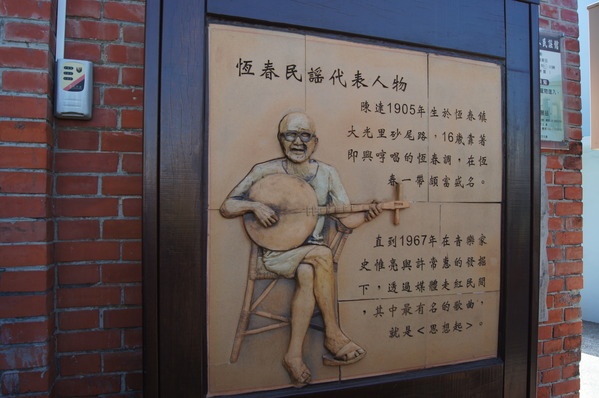 恆春民謠代表人物
陳達1905年生於恆春鎮
大光里砂尾路，16歲靠著
即興哼唱的恆春調，在恆
春一帶頗富盛名。
直到1967年在音樂家
史惟亮與許常惠的發掘
下，透過媒體走紅民間
，其中最有名的歌曲，
就是<思想起>。